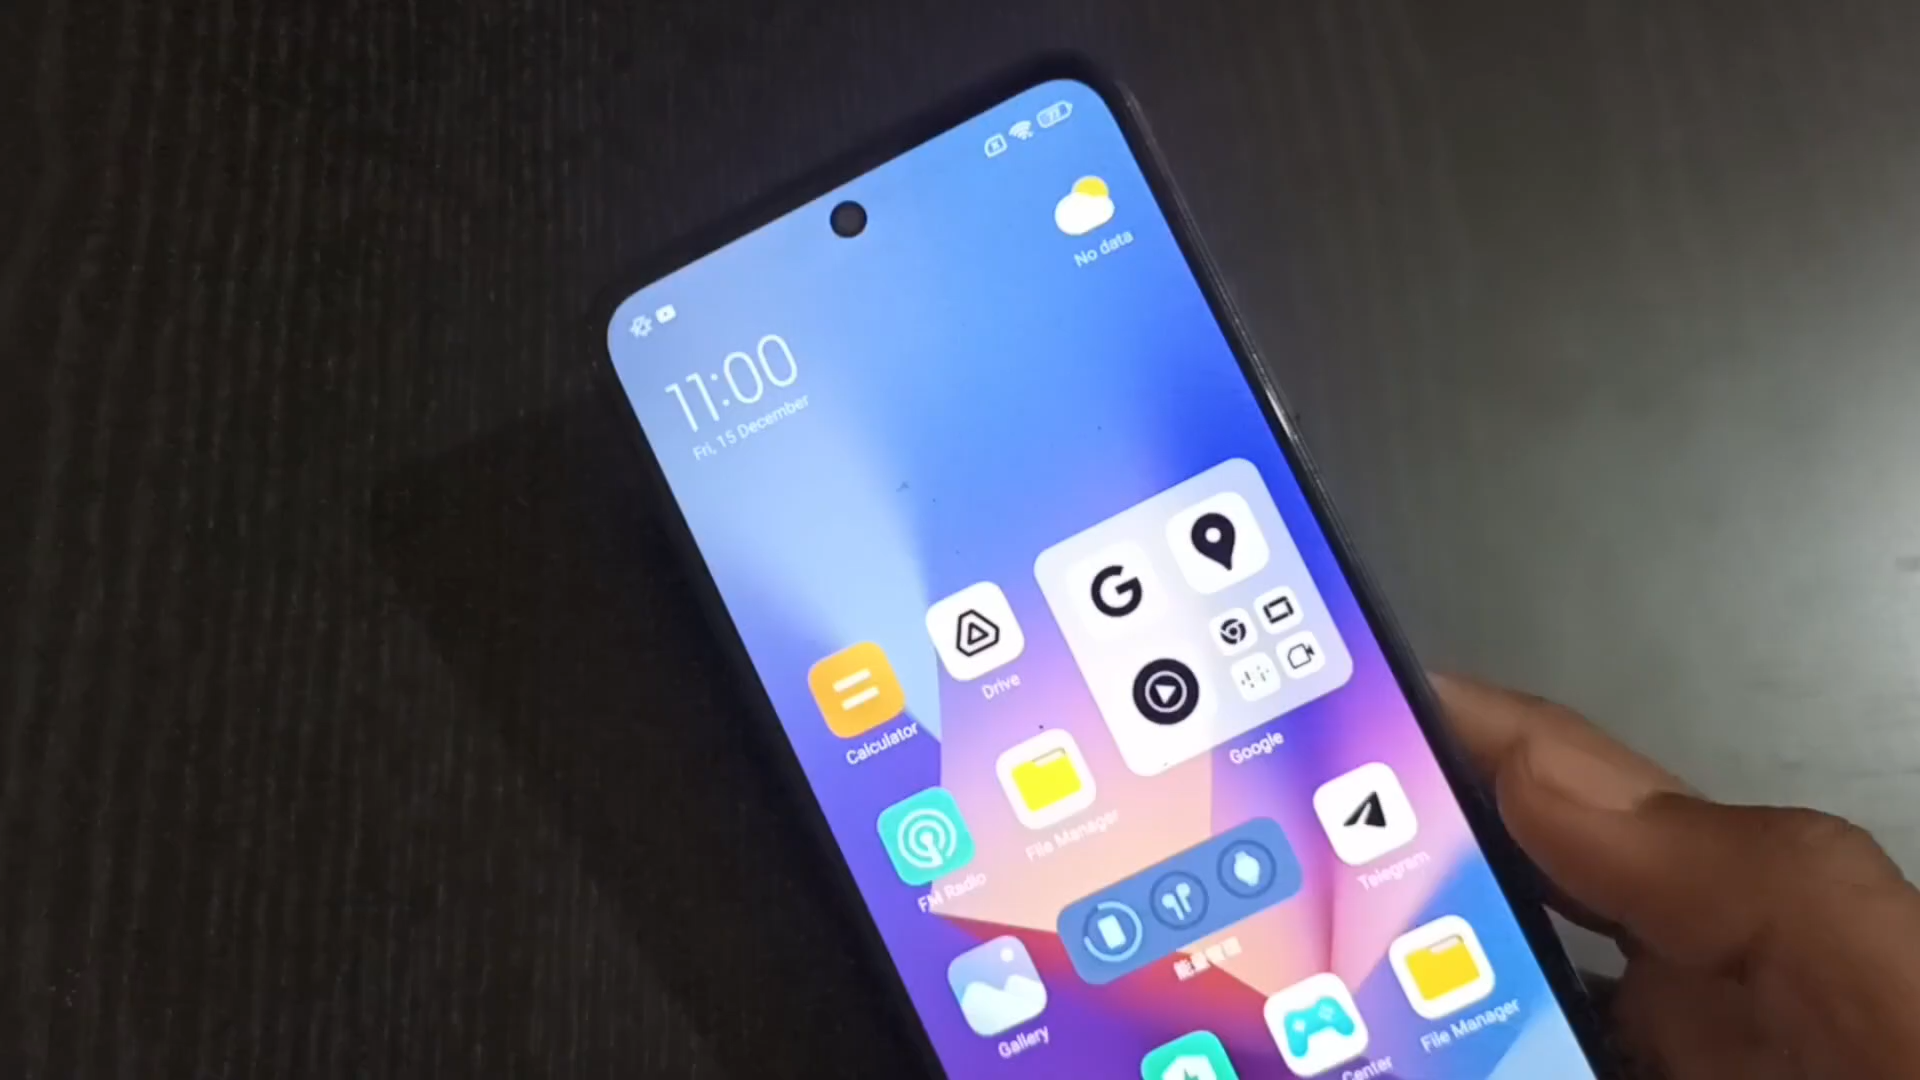 77
No data
11:00
Fri, 15 December
Drive
Calculator
Google
File Manager
FM Radio
Telegram
Gallery
File Manager
Center